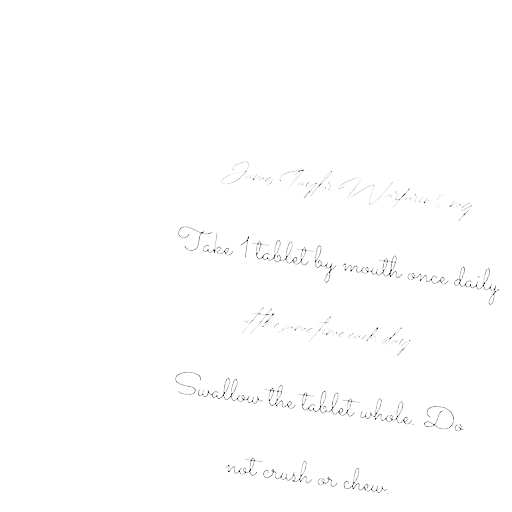 James Taylor Warfarin mg
Take 1 tablet by mouth once daily
at the same time each day
Swallow the tablet whole. Do
not crush or chew.